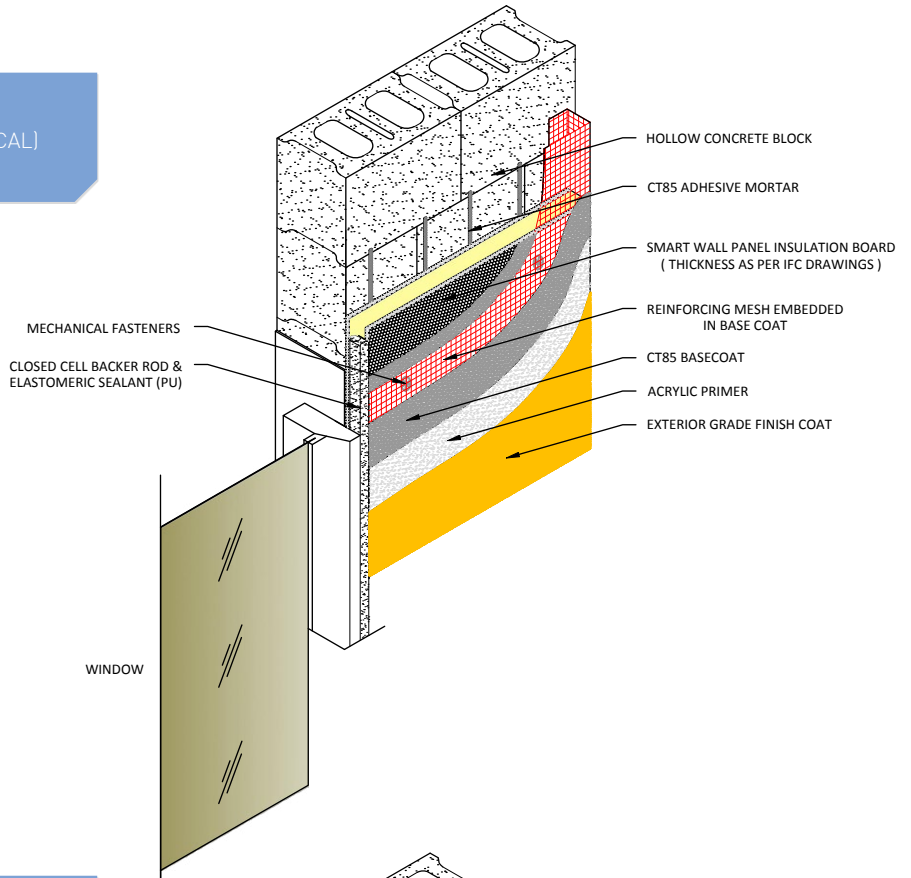 CAL)
HOLLOW CONCRETE BLOCK
CT85 ADHESIVE MORTAR
SMART WALL PANEL INSULATION BOARD
( THICKNESS AS PER IFC DRAWINGS )
REINFORCING MESH EMBEDDED
IN BASE COAT
CT85 BASECOAT
ACRYLIC PRIMER
EXTERIOR GRADE FINISH COAT
MECHANICAL FASTENERS
CLOSED CELL BACKER ROD &
ELASTOMERIC SEALANT (PU)
WINDOW